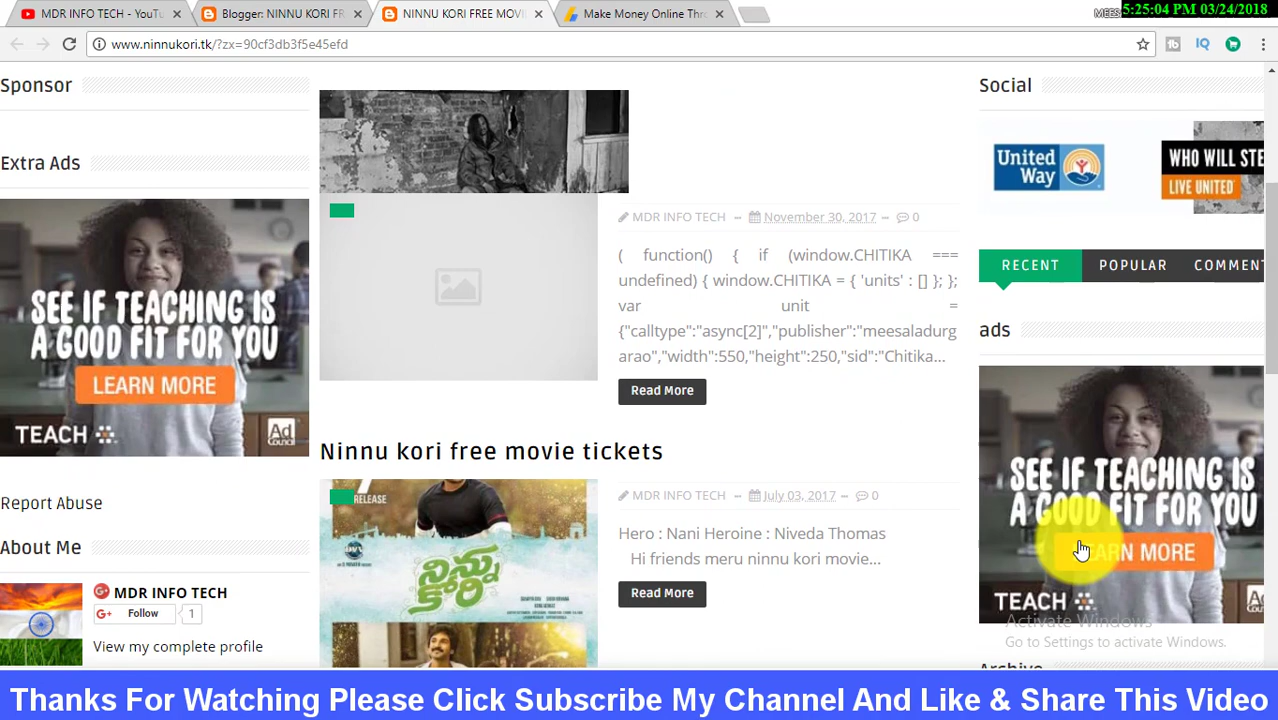 MDR INFO TECH - YouTu
Blogger: NINNU KORI FR
NINNU KORI FREE MOVI
Make Money Online Thr
MEES
5:25:04 PM 03/24/2018
www.ninnukori.tk/?zx=90cf3db3f5e45efd
Sponsor
Extra Ads
SEE IF TEACHING IS
A GOOD FIT FOR YOU
LEARN MORE
TEACH
Ad
Council
Report Abuse
About Me
MDR INFO TECH
G+ Follow 1
View my complete profile
MDR INFO TECH – November 30, 2017 – 0
( function() { if (window.CHITIKA ===
undefined) { window.CHITIKA = { 'units' : [] }; };
var unit =
{"calltype":"async[2]","publisher":"meesaladurg
arao","width":550,"height":250,"sid":"Chitika...
Read More
Ninnu kori free movie tickets
RELEASE
DVV
నిన్ను
కోరి
MDR INFO TECH – July 03, 2017 – 0
Hero : Nani Heroine : Niveda Thomas
Hi friends meru ninnu kori movie...
Read More
Social
United
Way
WHO WILL STE
LIVE UNITED
RECENT POPULAR COMMENT
ads
SEE IF TEACHING IS
A GOOD FIT FOR YOU
LEARN MORE
TEACH
Activate Windows
Go to Settings to activate Windows.
Archive
Thanks For Watching Please Click Subscribe My Channel And Like & Share This Video